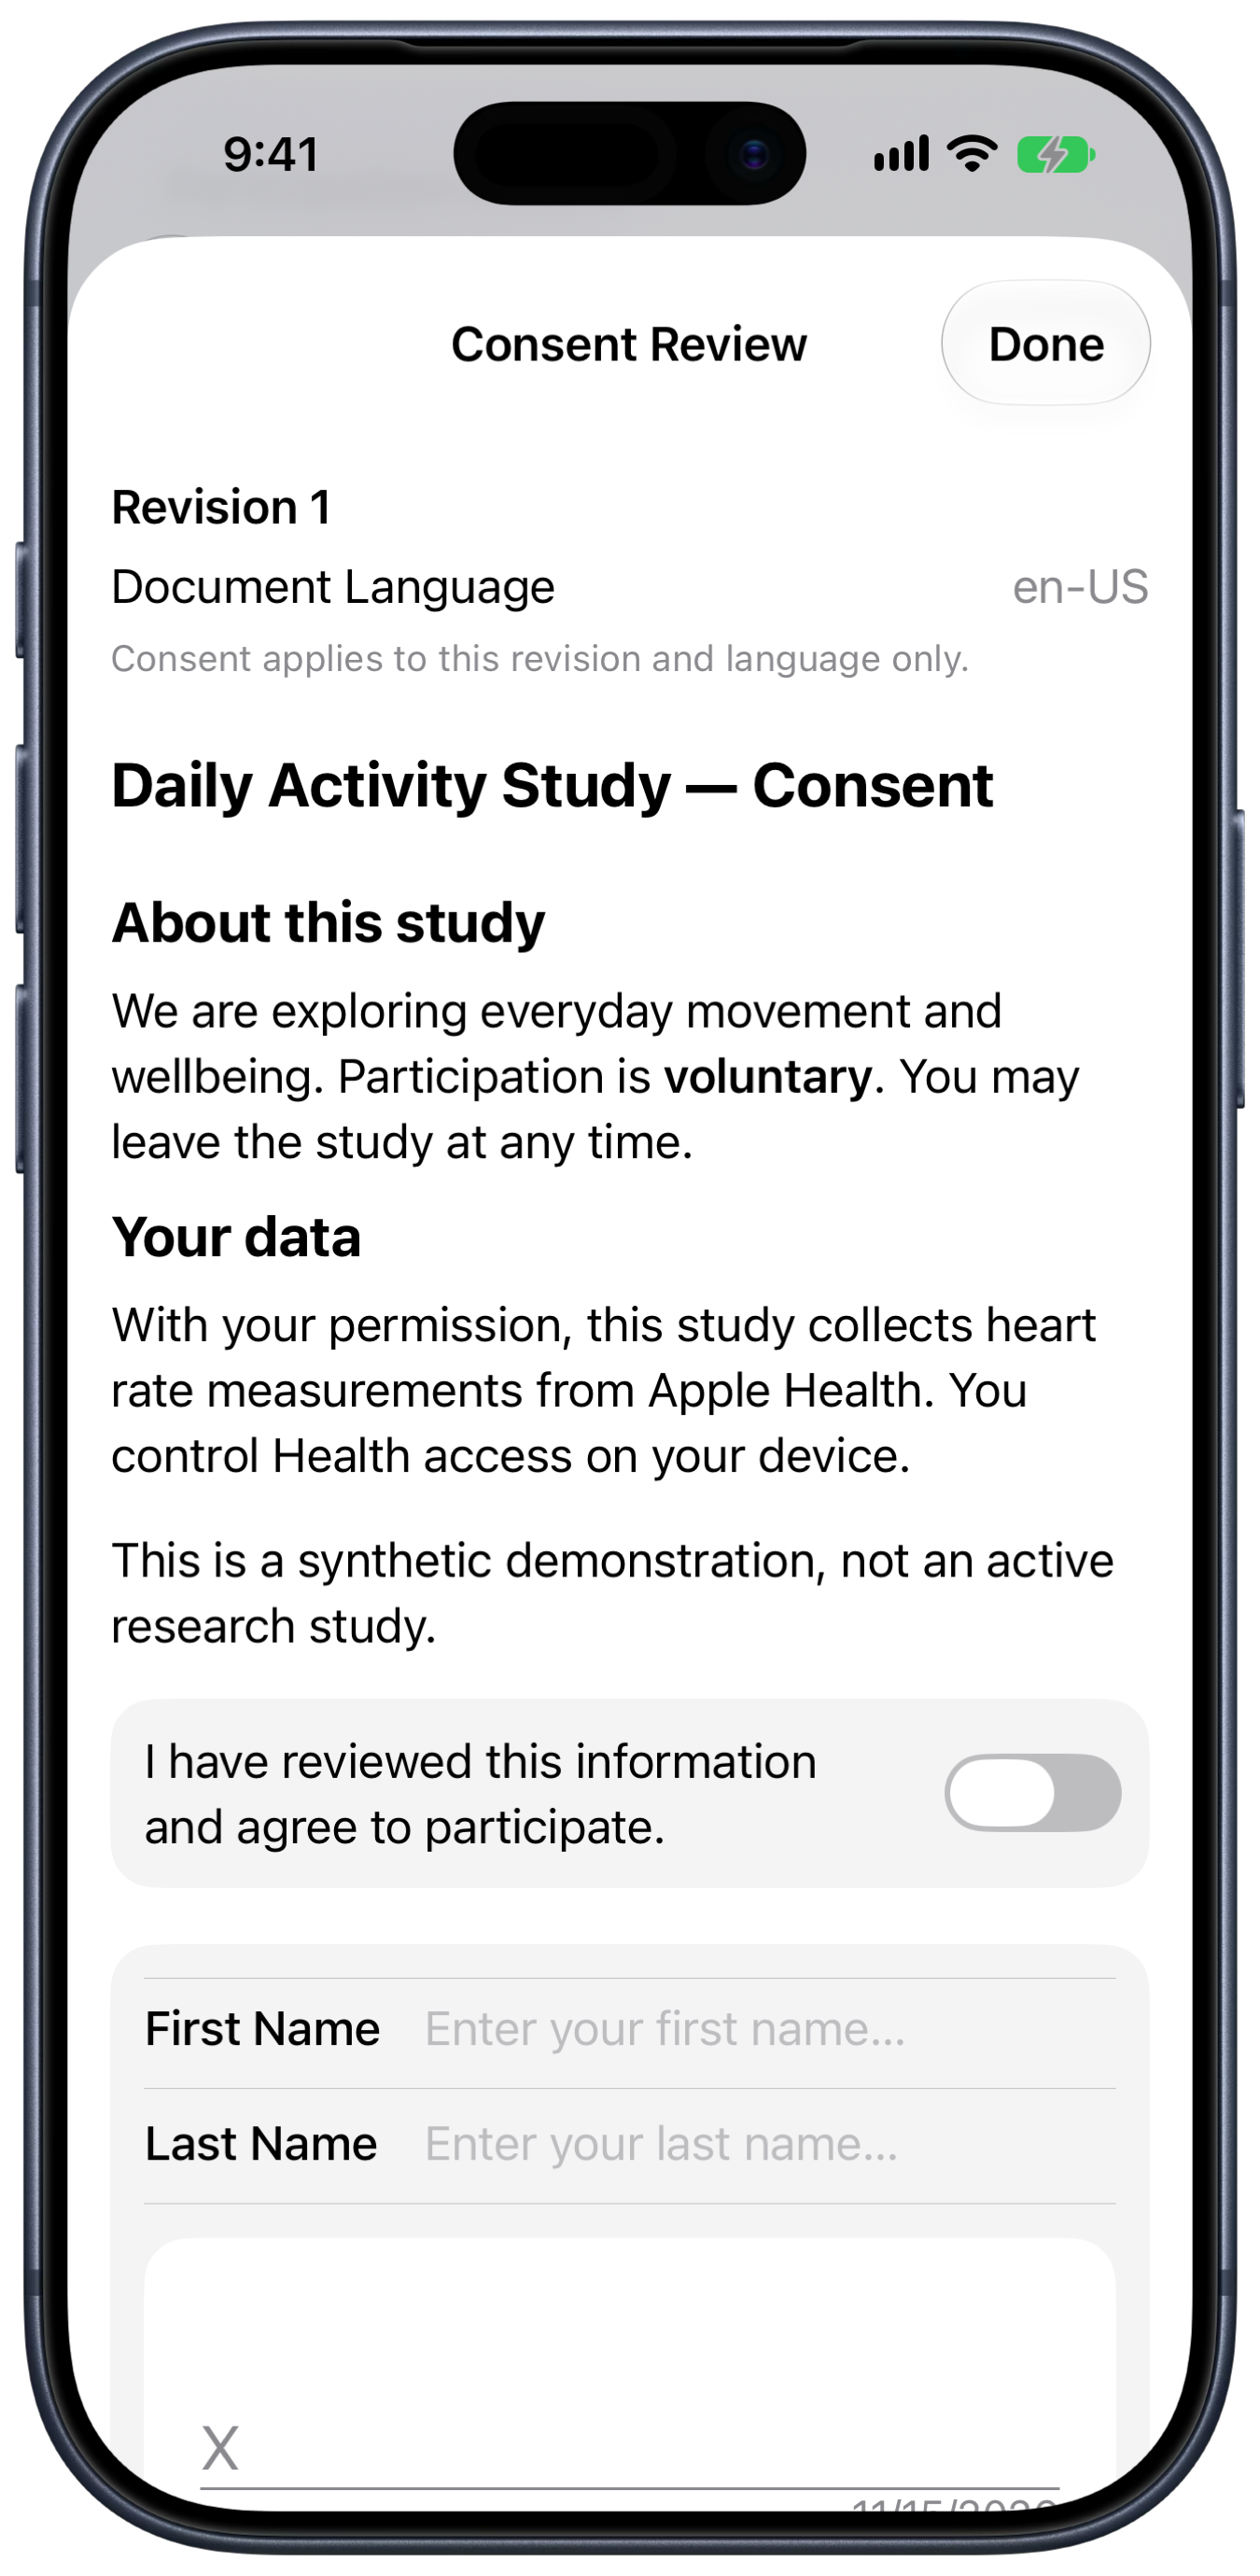 9:41
Consent Review
Done
Revision 1
Document Language
en-US
Consent applies to this revision and language only.
Daily Activity Study — Consent
About this study
We are exploring everyday movement and
wellbeing. Participation is voluntary. You may
leave the study at any time.
Your data
With your permission, this study collects heart
rate measurements from Apple Health. You
control Health access on your device.
This is a synthetic demonstration, not an active
research study.
I have reviewed this information
and agree to participate.
First Name
Enter your first name...
Last Name
Enter your last name...
X